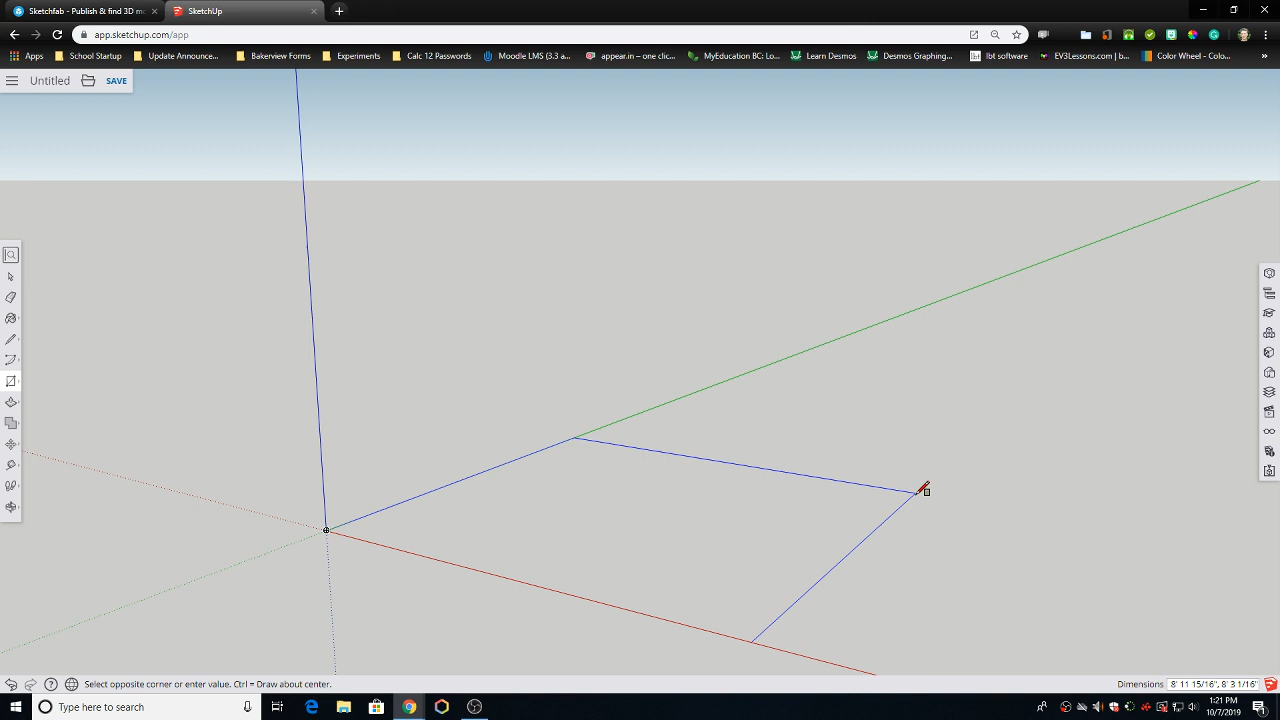 Sketchfab - Publish & find 3D mo
SketchUp
app.sketchup.com/app
Apps School Startup Update Announce... Bakerview Forms Experiments Calc 12 Passwords Moodle LMS (3.3 a... appear.in – one clic... MyEducation BC: Lo... Learn Desmos Desmos Graphing... lbt software EV3Lessons.com | b... Color Wheel - Colo... »
Untitled SAVE
Select opposite corner or enter value. Ctrl = Draw about center. Dimensions 8' 11 15/16", 8' 3 1/16"
Type here to search
1:21 PM
10/7/2019